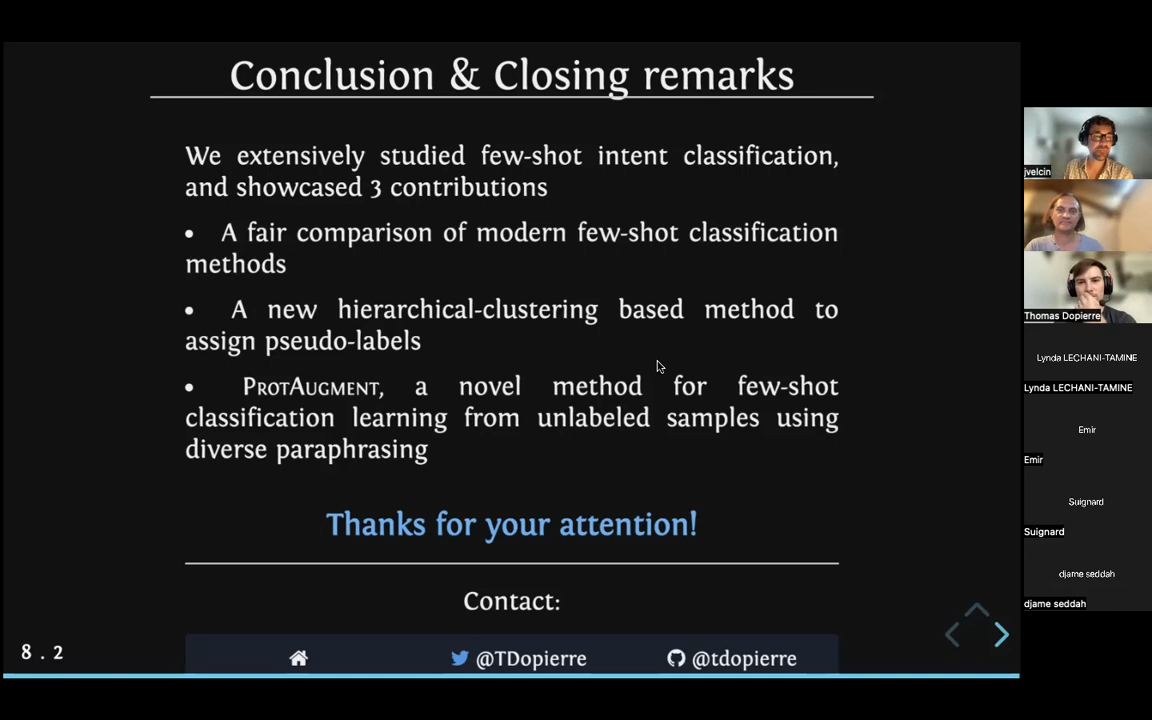 Conclusion & Closing remarks
We extensively studied few-shot intent classification,
and showcased 3 contributions
• A fair comparison of modern few-shot classification
methods
• A new hierarchical-clustering based method to
assign pseudo-labels
• PROTAUGMENT, a novel method for few-shot
classification learning from unlabeled samples using
diverse paraphrasing
Thanks for your attention!
Contact:
@TDopierre @tdopierre
8 . 2
jvelcin
Thomas Dopierre
Lynda LECHANI-TAMINE
Lynda LECHANI-TAMINE
Emir
Emir
Suignard
Suignard
djame seddah
djame seddah